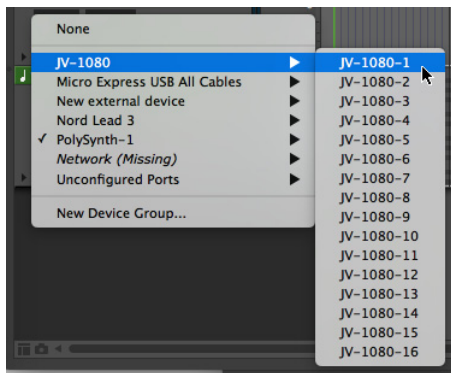 None
JV-1080
Micro Express USB All Cables
New external device
Nord Lead 3
✓ PolySynth-1
Network (Missing)
Unconfigured Ports
New Device Group...
JV-1080-1
JV-1080-2
JV-1080-3
JV-1080-4
JV-1080-5
JV-1080-6
JV-1080-7
JV-1080-8
JV-1080-9
JV-1080-10
JV-1080-11
JV-1080-12
JV-1080-13
JV-1080-14
JV-1080-15
JV-1080-16